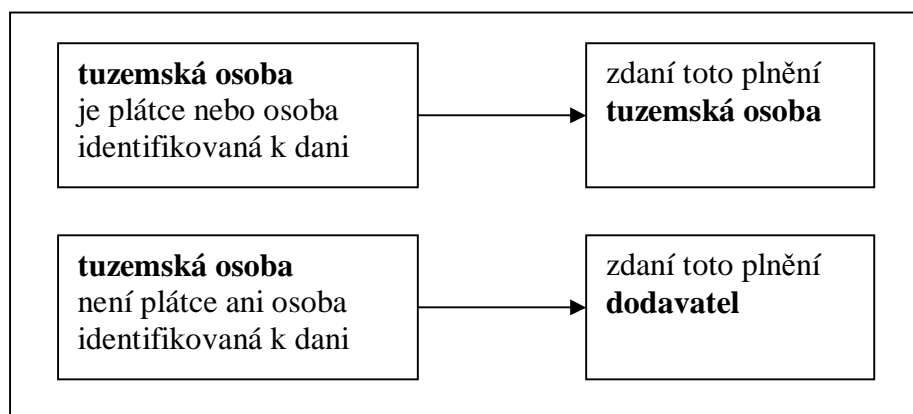 tuzemská osoba
je plátce nebo osoba
identifikovaná k dani
zdaní toto plnění
tuzemská osoba
tuzemská osoba
není plátce ani osoba
identifikovaná k dani
zdaní toto plnění
dodavatel